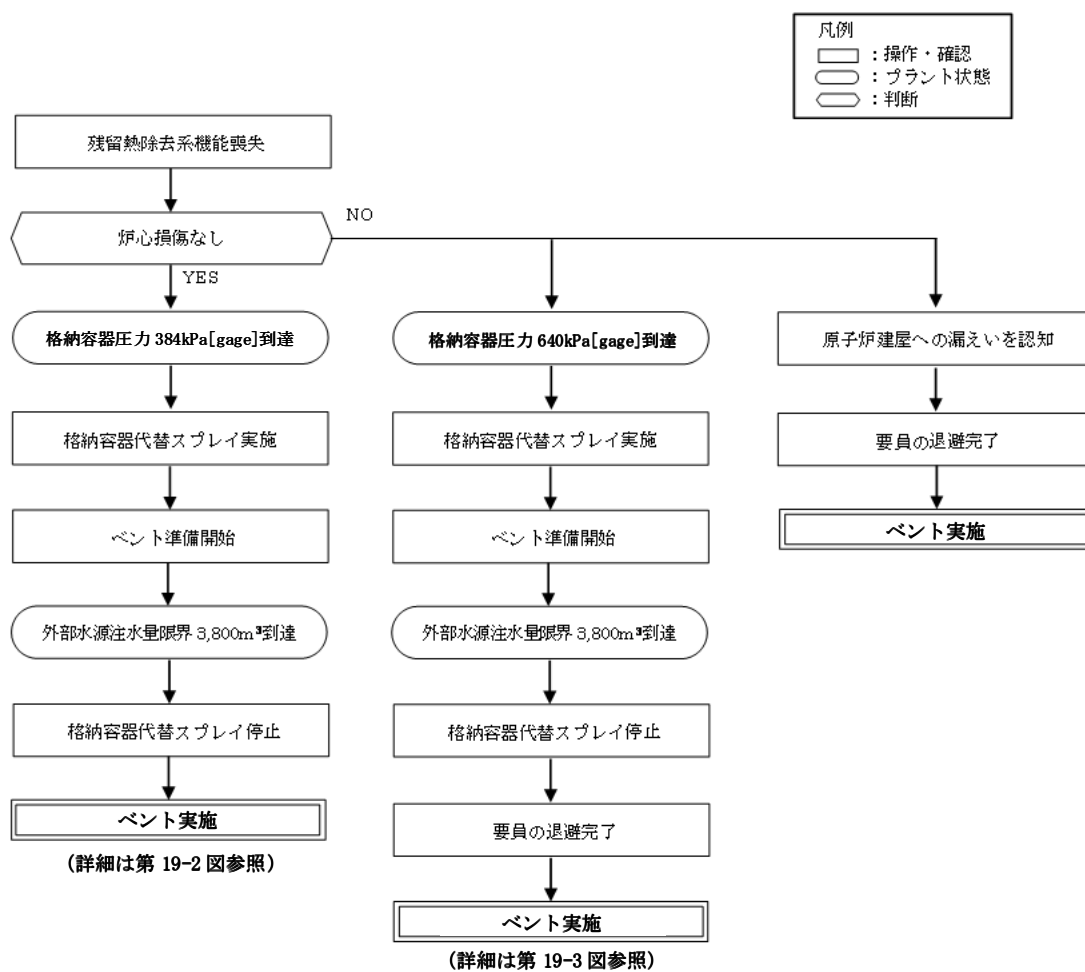 凡例
：操作・確認
：プラント状態
：判断
残留熱除去系機能喪失
炉心損傷なし
NO
YES
格納容器圧力 384kPa[gage]到達
格納容器代替スプレイ実施
ベント準備開始
外部水源注水量限界 3,800m³到達
格納容器代替スプレイ停止
ベント実施
(詳細は第 19-2 図参照)
格納容器圧力 640kPa[gage]到達
格納容器代替スプレイ実施
ベント準備開始
外部水源注水量限界 3,800m³到達
格納容器代替スプレイ停止
要員の退避完了
ベント実施
(詳細は第 19-3 図参照)
原子炉建屋への漏えいを認知
要員の退避完了
ベント実施